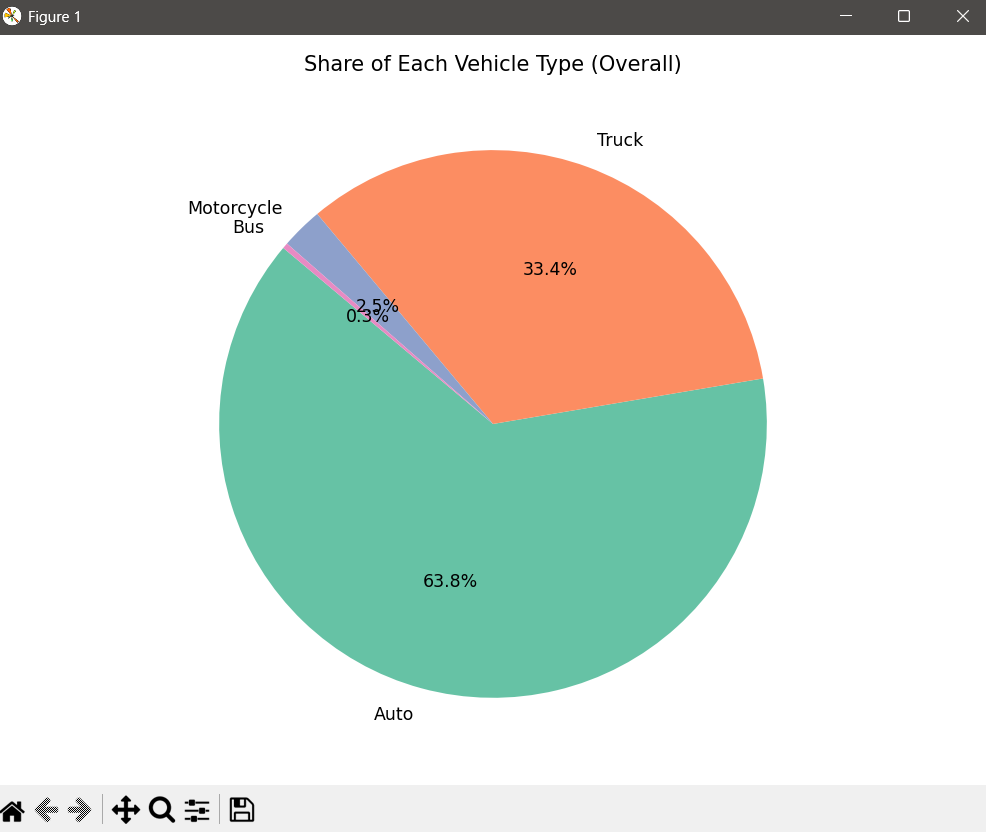 Figure 1
Share of Each Vehicle Type (Overall)
Truck
Motorcycle
Bus
33.4%
2.5%
0.3%
63.8%
Auto